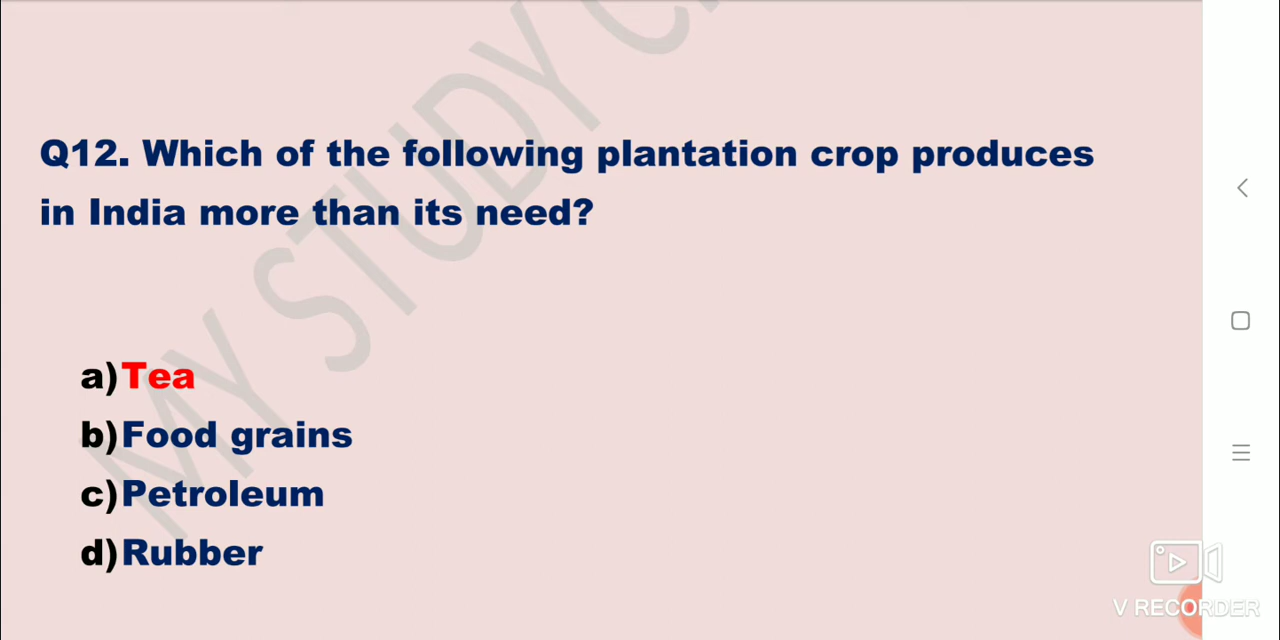 MY STUDY C
Q12. Which of the following plantation crop produces
in India more than its need?
a) Tea
b) Food grains
c) Petroleum
d) Rubber
V RECORDER